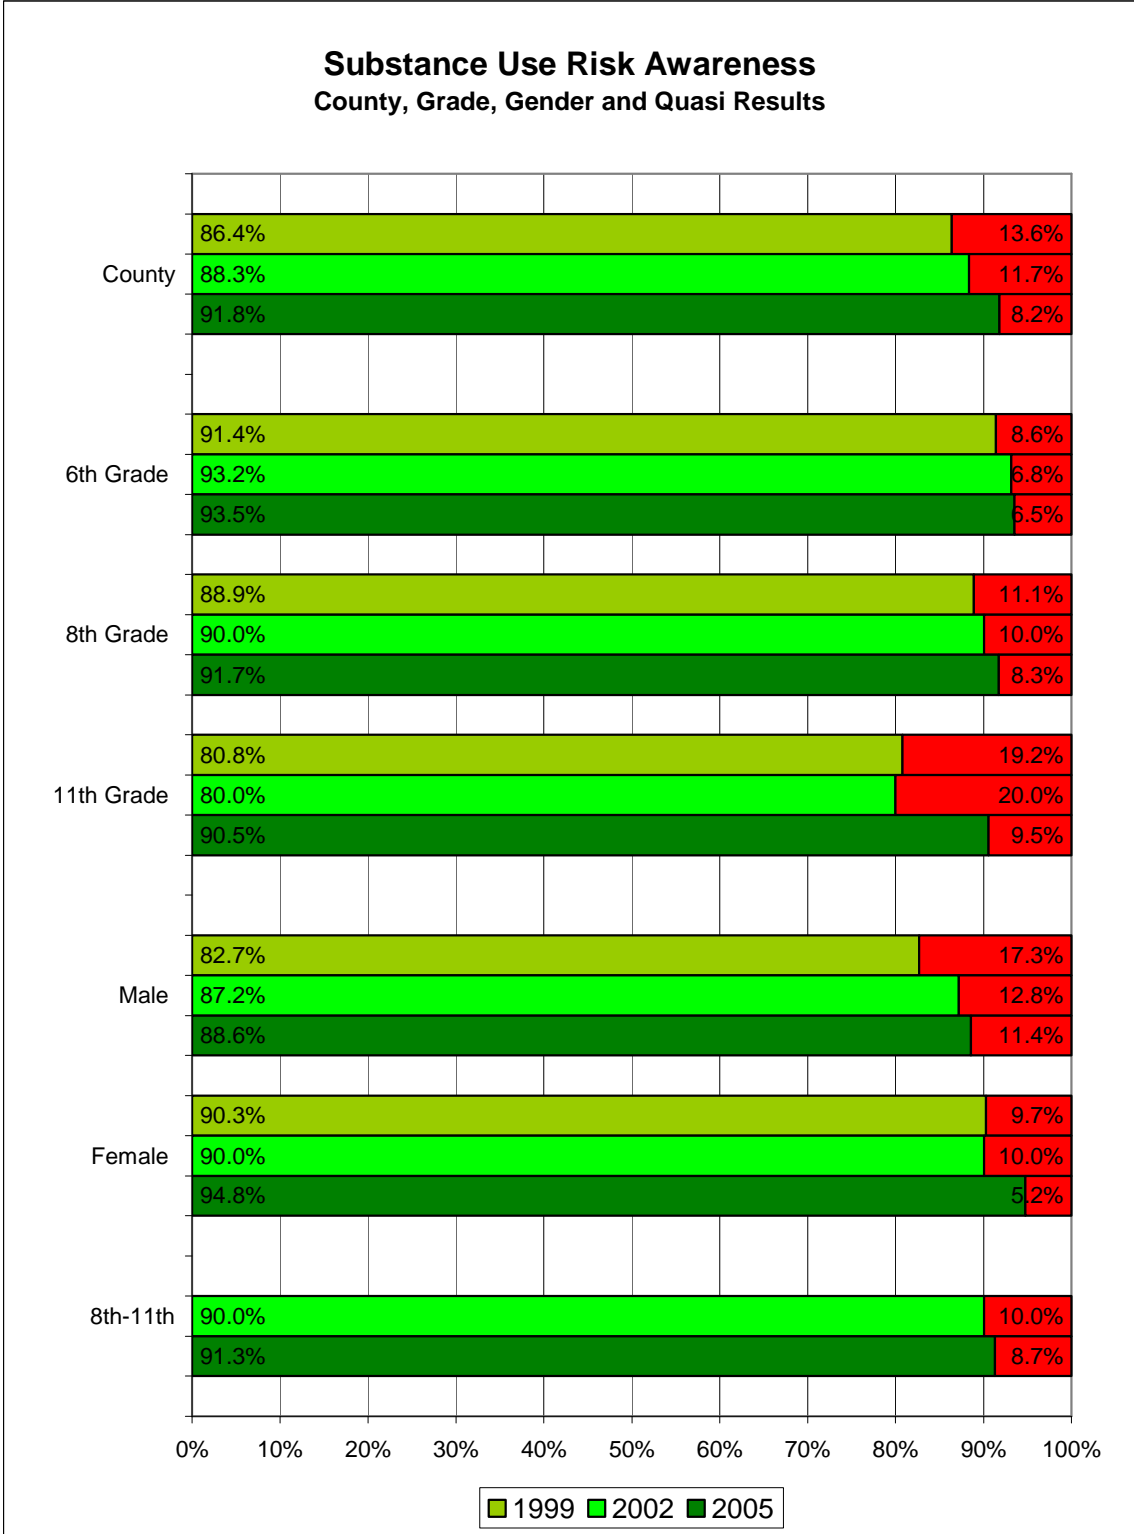 Substance Use Risk Awareness
County, Grade, Gender and Quasi Results
86.4% 13.6%
County 88.3% 11.7%
91.8% 8.2%
91.4% 8.6%
6th Grade 93.2% 6.8%
93.5% 6.5%
88.9% 11.1%
8th Grade 90.0% 10.0%
91.7% 8.3%
80.8% 19.2%
11th Grade 80.0% 20.0%
90.5% 9.5%
82.7% 17.3%
Male 87.2% 12.8%
88.6% 11.4%
90.3% 9.7%
Female 90.0% 10.0%
94.8% 5.2%
8th-11th 90.0% 10.0%
91.3% 8.7%
0% 10% 20% 30% 40% 50% 60% 70% 80% 90% 100%
1999 2002 2005